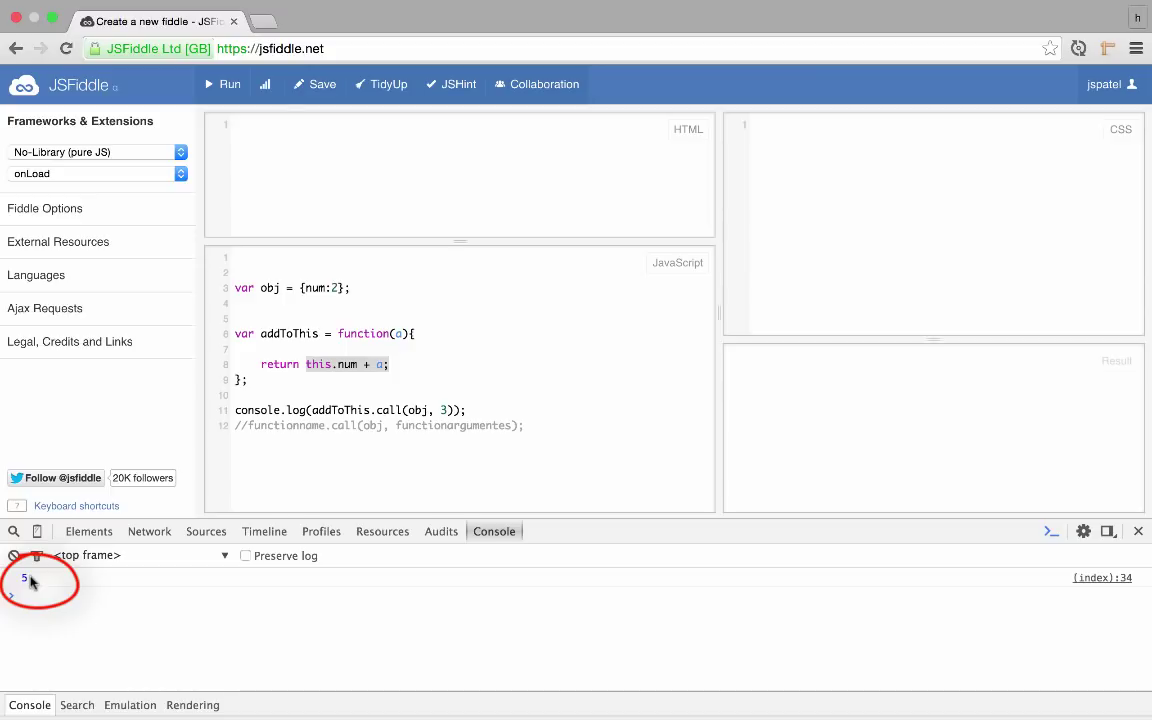 Create a new fiddle - JSFi
h
JSFiddle Ltd [GB] https://jsfiddle.net
JSFiddle α
Run
Save
TidyUp
JSHint
Collaboration
jspatel
Frameworks & Extensions
No-Library (pure JS)
onLoad
Fiddle Options
External Resources
Languages
Ajax Requests
Legal, Credits and Links
Follow @jsfiddle
20K followers
? Keyboard shortcuts
1
HTML
1
CSS
JavaScript
1
2
3 var obj = {num:2};
4
5
6 var addToThis = function(a){
7
8 return this.num + a;
9 };
10
11 console.log(addToThis.call(obj, 3));
12 //functionname.call(obj, functionargumentes);
Result
Elements Network Sources Timeline Profiles Resources Audits Console
<top frame> ▼ Preserve log
5 (index):34
>
Console Search Emulation Rendering